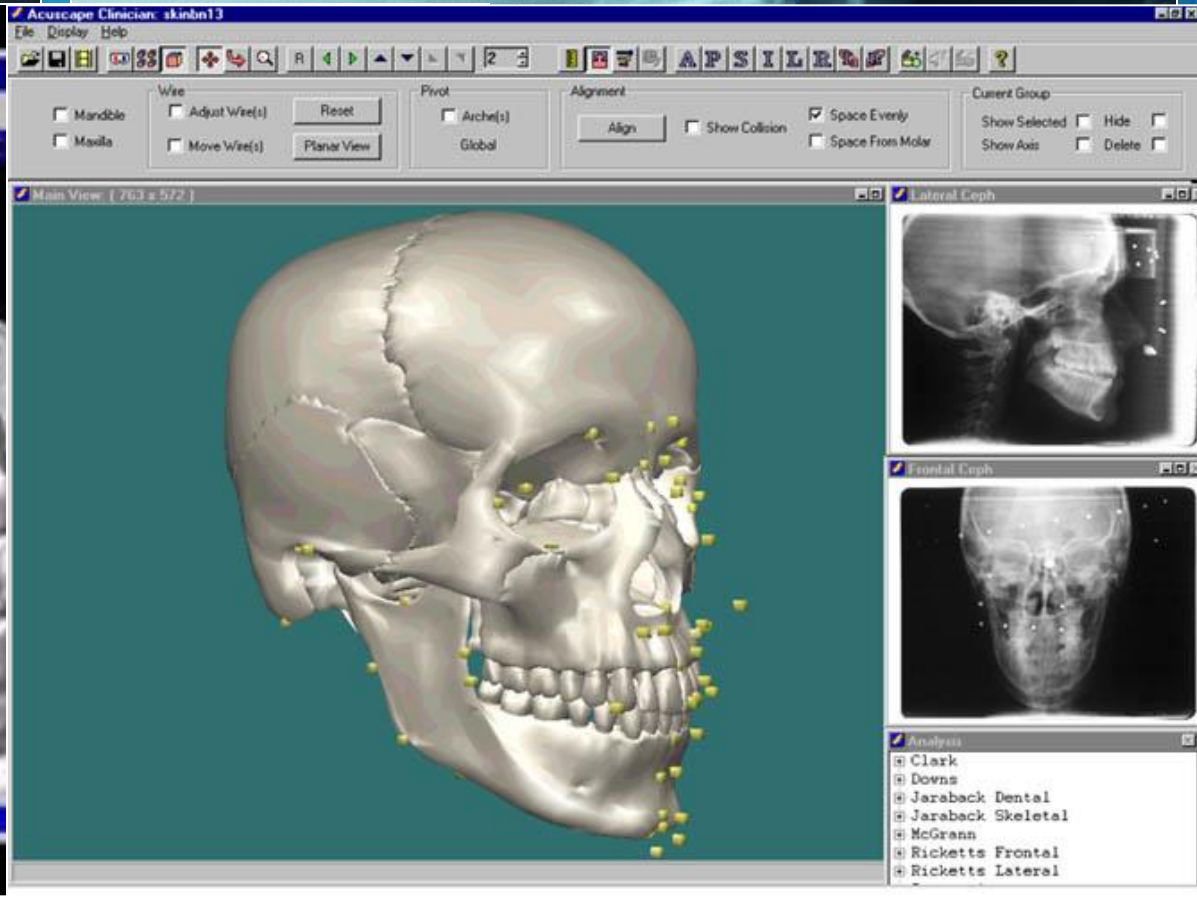 Acuscape Clinician: skinbn13
File Display Help
R 2 A P S I L R ?
Wire Pivot Alignment Current Group
Mandible Adjust Wire(s) Reset Arche(s) Align Show Collision Space Evenly Show Selected Hide
Maxilla Move Wire(s) Planar View Global Space From Molar Show Axis Delete
Main View: ( 763 x 572 )
Lateral Ceph
Frontal Ceph
Analysis
Clark
Downs
Jaraback Dental
Jaraback Skeletal
McGrann
Ricketts Frontal
Ricketts Lateral